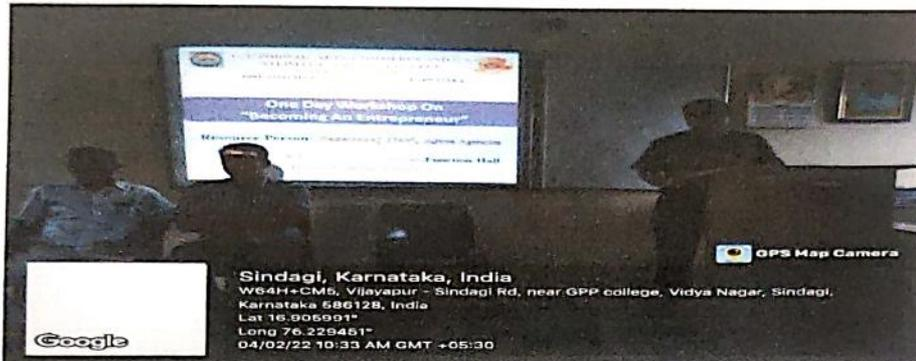 One Day Workshop On
"Becoming An Entrepreneur"
Resource Person:
Function Hall
GPS Map Camera
Sindagi, Karnataka, India
W64H+CM5, Vijayapur - Sindagi Rd, near GPP college, Vidya Nagar, Sindagi,
Karnataka 586128, India
Lat 16.905991°
Long 76.229451°
04/02/22 10:33 AM GMT +05:30
Google